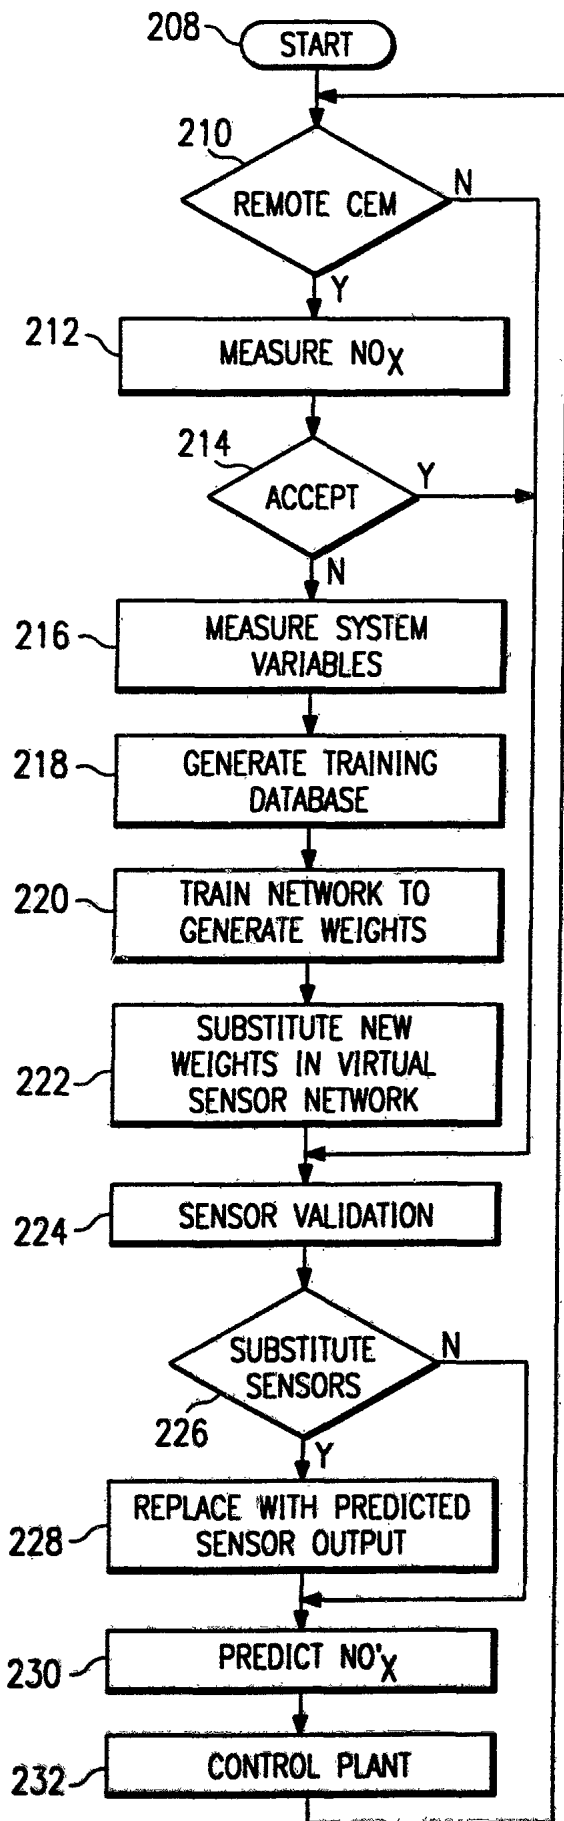 208
START
210
REMOTE CEM
N
Y
212
MEASURE NOX
214
ACCEPT
Y
N
216
MEASURE SYSTEM
VARIABLES
218
GENERATE TRAINING
DATABASE
220
TRAIN NETWORK TO
GENERATE WEIGHTS
222
SUBSTITUTE NEW
WEIGHTS IN VIRTUAL
SENSOR NETWORK
224
SENSOR VALIDATION
SUBSTITUTE
SENSORS
N
226
Y
228
REPLACE WITH PREDICTED
SENSOR OUTPUT
230
PREDICT NO'X
232
CONTROL PLANT